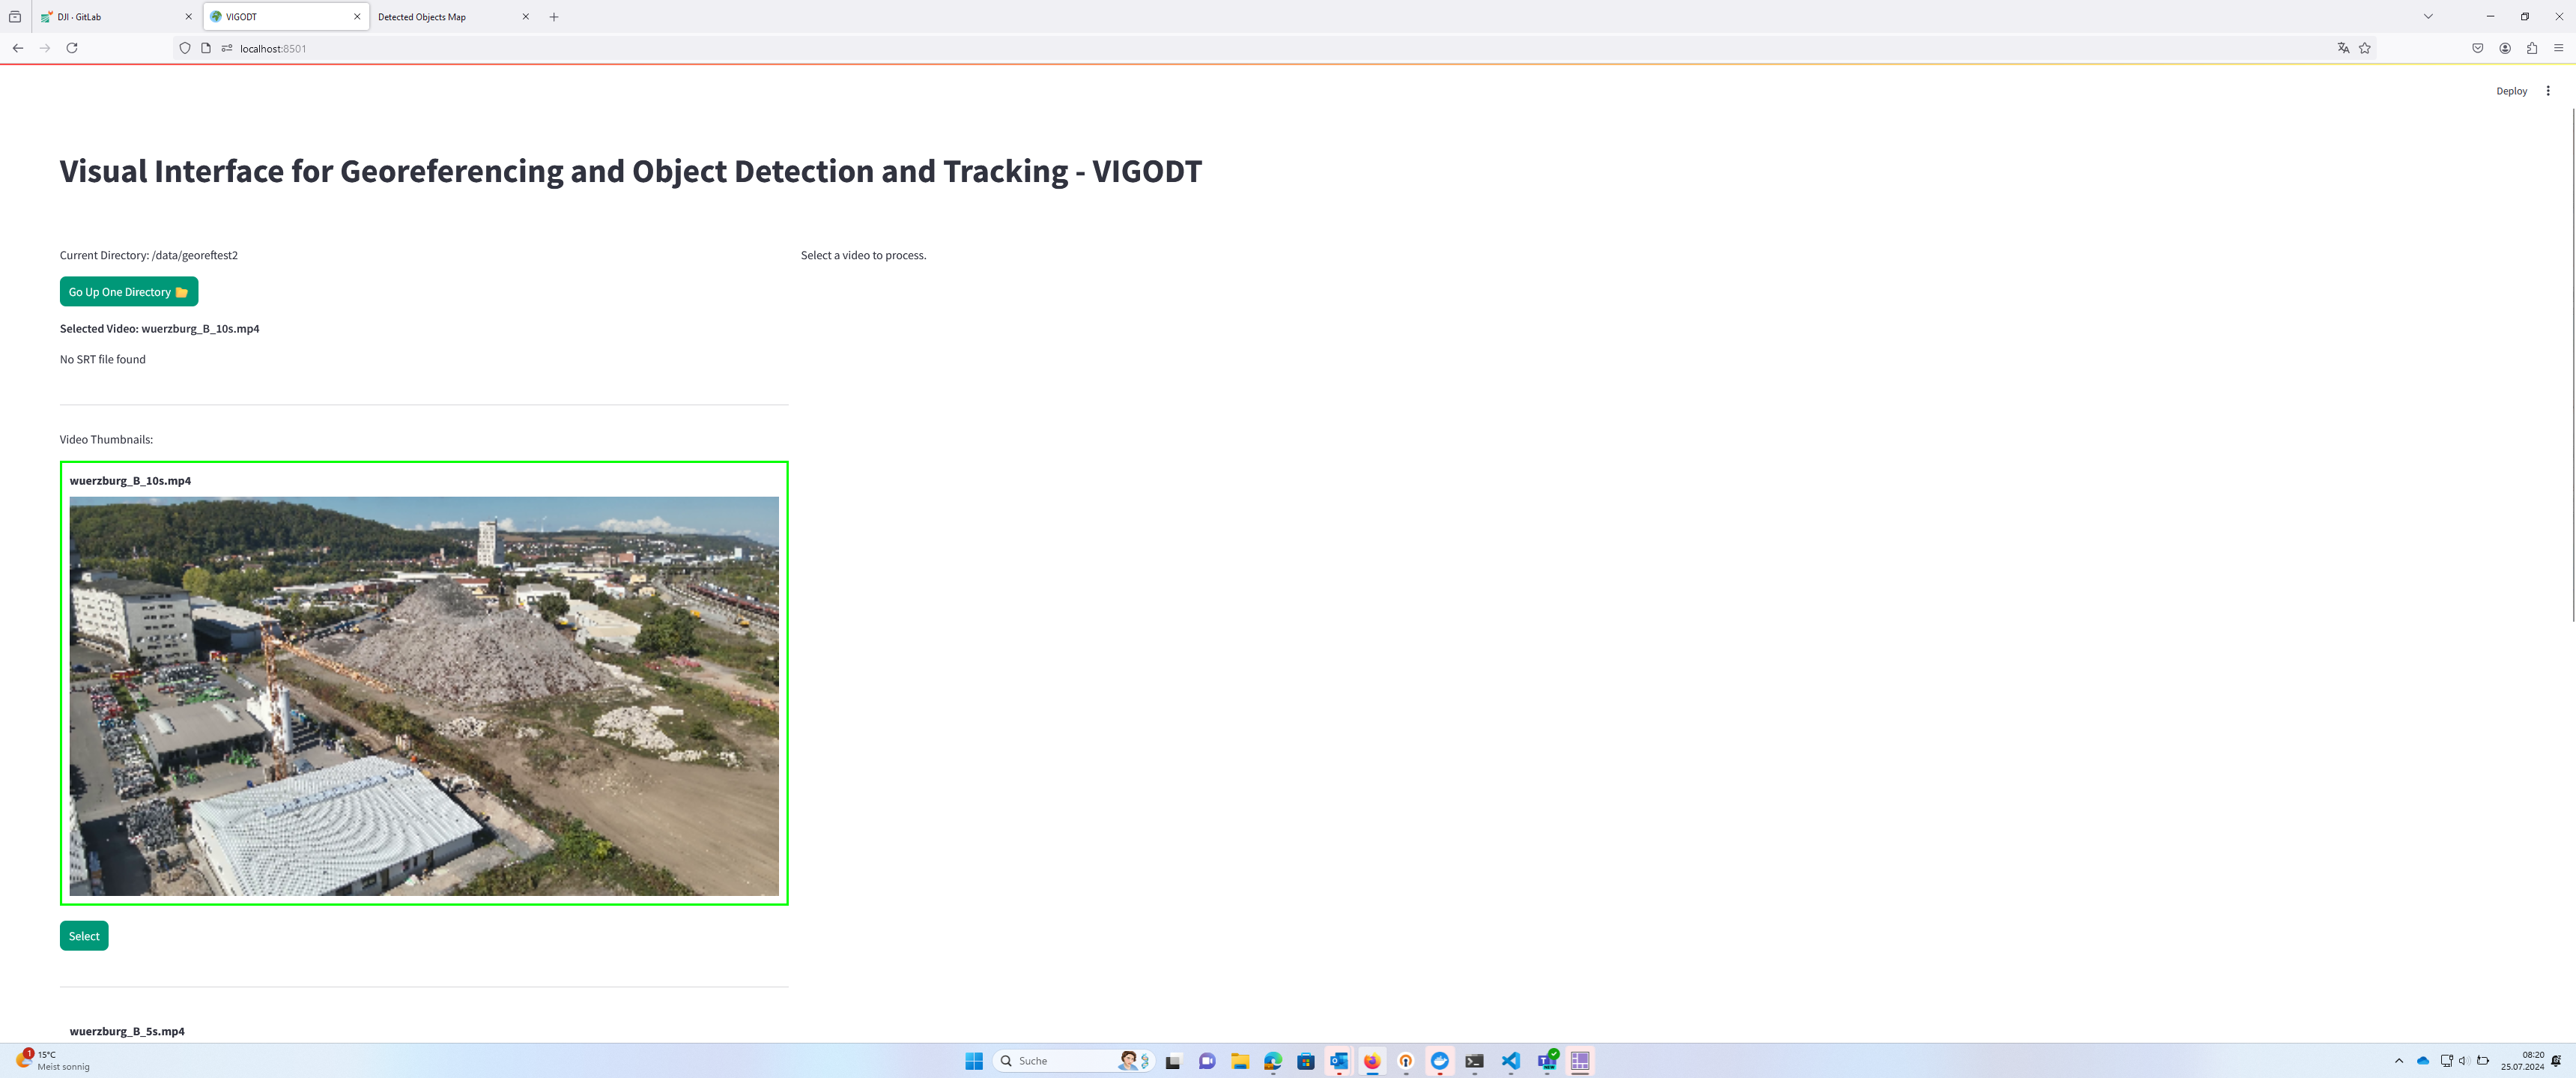 DJI · GitLab
VIGODT
Detected Objects Map
localhost:8501
Deploy
Visual Interface for Georeferencing and Object Detection and Tracking - VIGODT
Current Directory: /data/georeftest2
Select a video to process.
Go Up One Directory
Selected Video: wuerzburg_B_10s.mp4
No SRT file found
Video Thumbnails:
wuerzburg_B_10s.mp4
Select
wuerzburg_B_5s.mp4
1
15°C
Meist sonnig
Suche
08:20
25.07.2024